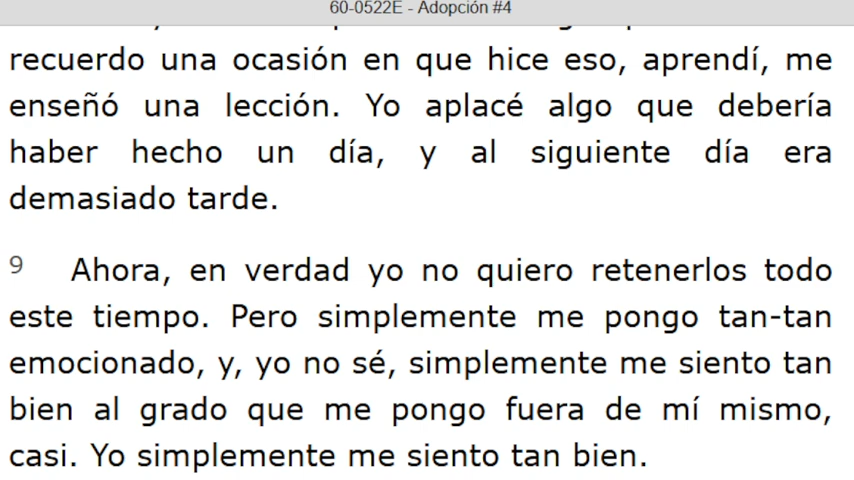 60-0522E - Adopción #4
recuerdo una ocasión en que hice eso, aprendí, me
enseñó una lección. Yo aplacé algo que debería
haber hecho un día, y al siguiente día era
demasiado tarde.
9 Ahora, en verdad yo no quiero retenerlos todo
este tiempo. Pero simplemente me pongo tan-tan
emocionado, y, yo no sé, simplemente me siento tan
bien al grado que me pongo fuera de mí mismo,
casi. Yo simplemente me siento tan bien.